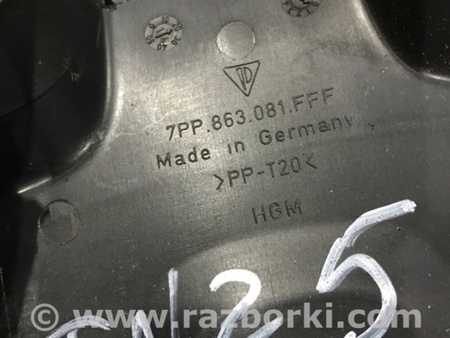 7PP.863.081.FFF
Made in Germany
>PP-T20<
HGM
© www.razborki.com